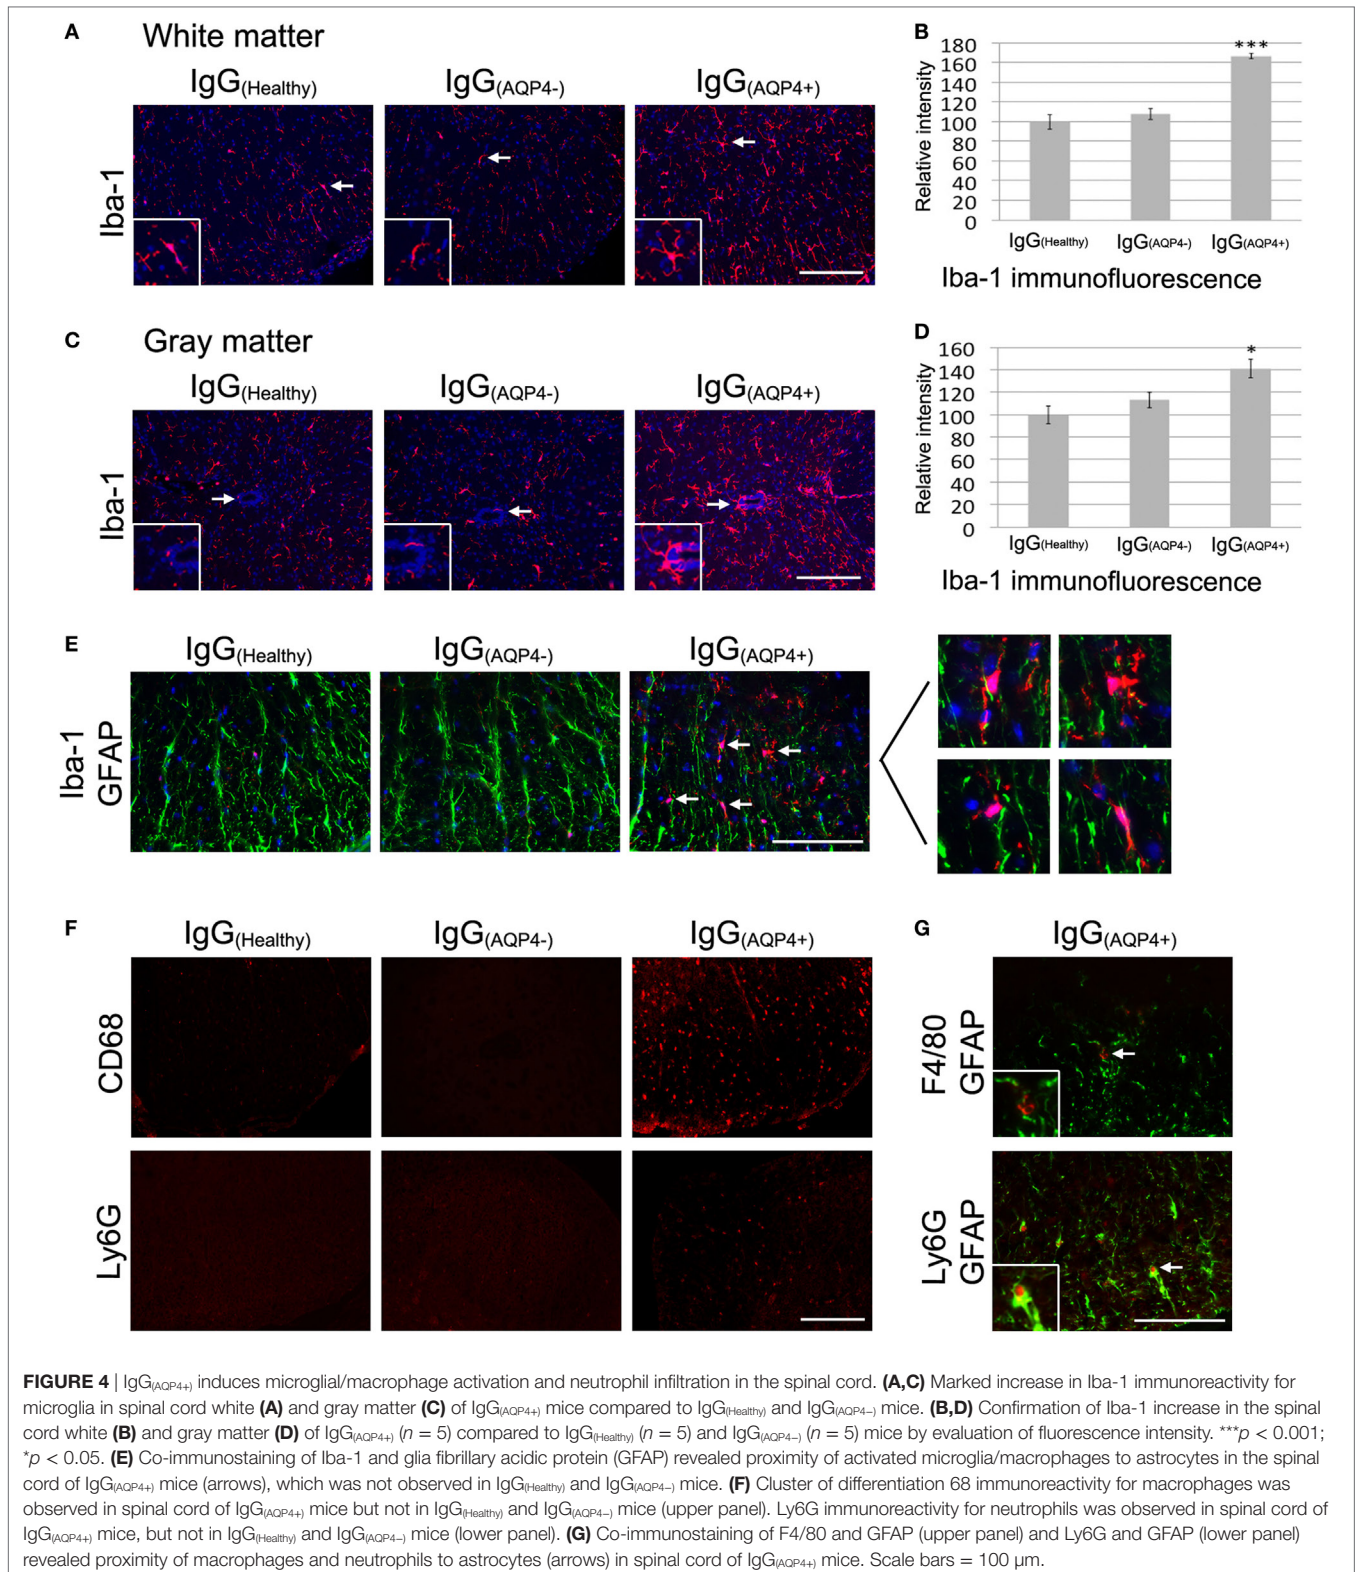 A White matter
IgG(Healthy) IgG(AQP4-) IgG(AQP4+)
Iba-1
B
180
160
140
120
100
80
60
40
20
0
Relative intensity
***
IgG(Healthy) IgG(AQP4-) IgG(AQP4+)
Iba-1 immunofluorescence
C Gray matter
IgG(Healthy) IgG(AQP4-) IgG(AQP4+)
Iba-1
D
160
140
120
100
80
60
40
20
0
Relative intensity
*
IgG(Healthy) IgG(AQP4-) IgG(AQP4+)
Iba-1 immunofluorescence
E
IgG(Healthy) IgG(AQP4-) IgG(AQP4+)
Iba-1
GFAP
F
IgG(Healthy) IgG(AQP4-) IgG(AQP4+)
CD68
Ly6G
G
IgG(AQP4+)
F4/80
GFAP
Ly6G
GFAP
FIGURE 4 | IgG(AQP4+) induces microglial/macrophage activation and neutrophil infiltration in the spinal cord. (A,C) Marked increase in Iba-1 immunoreactivity for
microglia in spinal cord white (A) and gray matter (C) of IgG(AQP4+) mice compared to IgG(Healthy) and IgG(AQP4−) mice. (B,D) Confirmation of Iba-1 increase in the spinal
cord white (B) and gray matter (D) of IgG(AQP4+) (n = 5) compared to IgG(Healthy) (n = 5) and IgG(AQP4−) (n = 5) mice by evaluation of fluorescence intensity. ***p < 0.001;
*p < 0.05. (E) Co-immunostaining of Iba-1 and glia fibrillary acidic protein (GFAP) revealed proximity of activated microglia/macrophages to astrocytes in the spinal
cord of IgG(AQP4+) mice (arrows), which was not observed in IgG(Healthy) and IgG(AQP4−) mice. (F) Cluster of differentiation 68 immunoreactivity for macrophages was
observed in spinal cord of IgG(AQP4+) mice but not in IgG(Healthy) and IgG(AQP4−) mice (upper panel). Ly6G immunoreactivity for neutrophils was observed in spinal cord of
IgG(AQP4+) mice, but not in IgG(Healthy) and IgG(AQP4−) mice (lower panel). (G) Co-immunostaining of F4/80 and GFAP (upper panel) and Ly6G and GFAP (lower panel)
revealed proximity of macrophages and neutrophils to astrocytes (arrows) in spinal cord of IgG(AQP4+) mice. Scale bars = 100 µm.